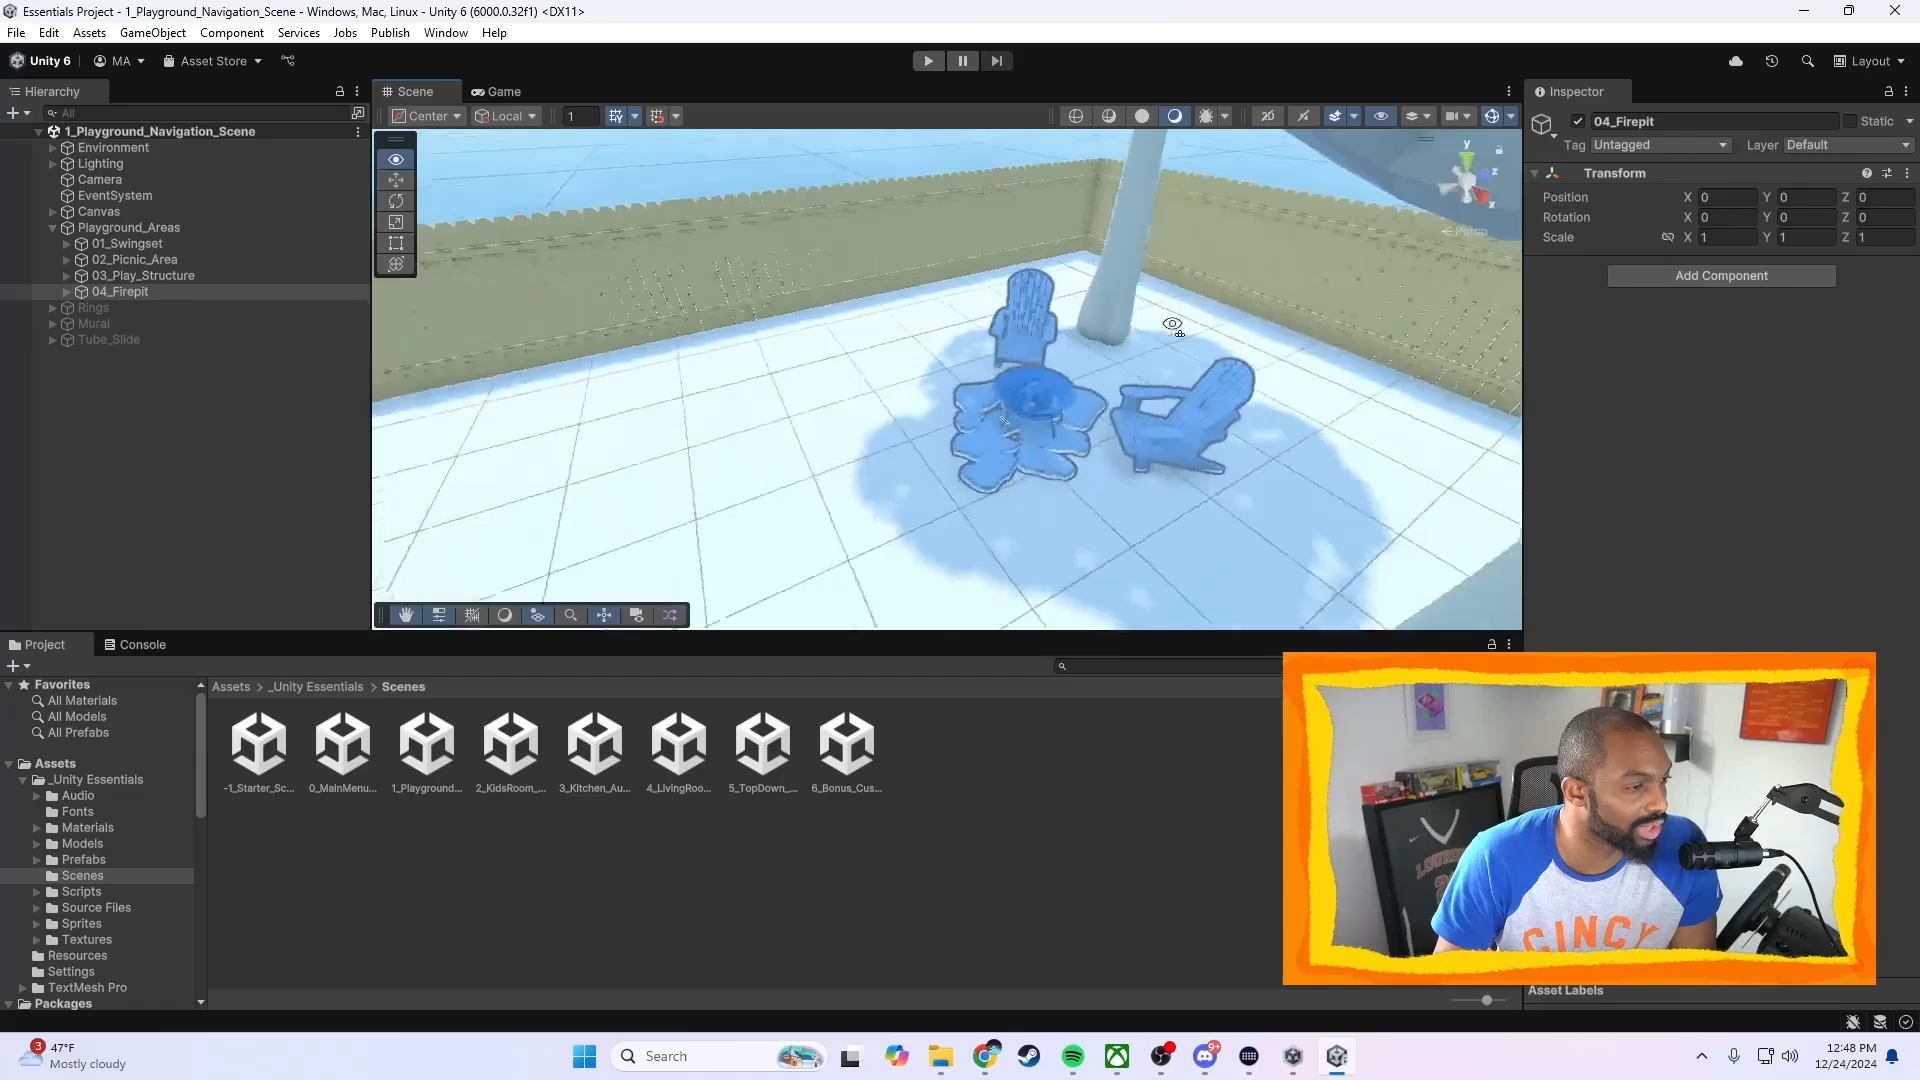 Essentials Project - 1_Playground_Navigation_Scene - Windows, Mac, Linux - Unity 6 (6000.0.32f1) <DX11>
File Edit Assets GameObject Component Services Jobs Publish Window Help
Unity 6 MA Asset Store Layout
Hierarchy
All
1_Playground_Navigation_Scene
Environment
Lighting
Camera
EventSystem
Canvas
Playground_Areas
01_Swingset
02_Picnic_Area
03_Play_Structure
04_Firepit
Rings
Mural
Tube_Slide
Scene Game
Center Local 1 2D
y
z
x
Persp
Inspector
04_Firepit Static
Tag Untagged Layer Default
Transform
Position X 0 Y 0 Z 0
Rotation X 0 Y 0 Z 0
Scale X 1 Y 1 Z 1
Add Component
Project Console
Favorites
All Materials
All Models
All Prefabs
Assets
_Unity Essentials
Audio
Fonts
Materials
Models
Prefabs
Scenes
Scripts
Source Files
Sprites
Textures
Resources
Settings
TextMesh Pro
Packages
Assets > _Unity Essentials > Scenes
-1_Starter_Sc... 0_MainMenu... 1_Playground... 2_KidsRoom_... 3_Kitchen_Au... 4_LivingRoo... 5_TopDown_... 6_Bonus_Cus...
CINCY
Asset Labels
3
47°F
Mostly cloudy
Search
9+
12:48 PM
12/24/2024